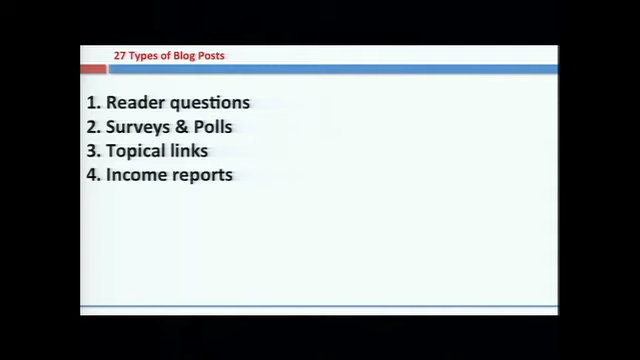 27 Types of Blog Posts
1. Reader questions
2. Surveys & Polls
3. Topical links
4. Income reports